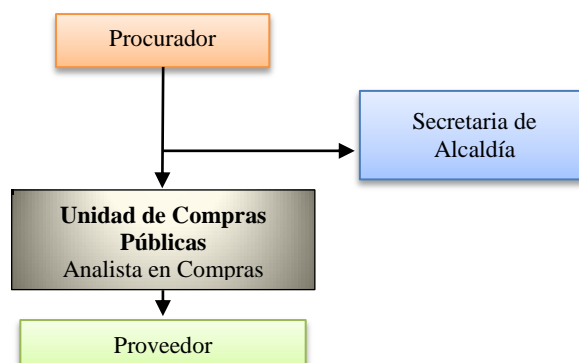 Procurador
Secretaria de
Alcaldía
Unidad de Compras
Públicas
Analista en Compras
Proveedor